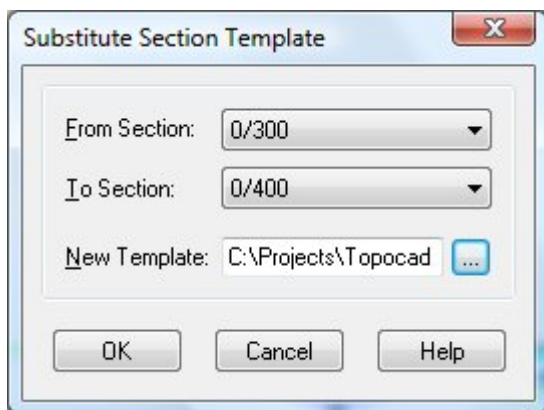 Substitute Section Template
From Section: 0/300
To Section: 0/400
New Template: C:\Projects\Topocad ...
OK Cancel Help